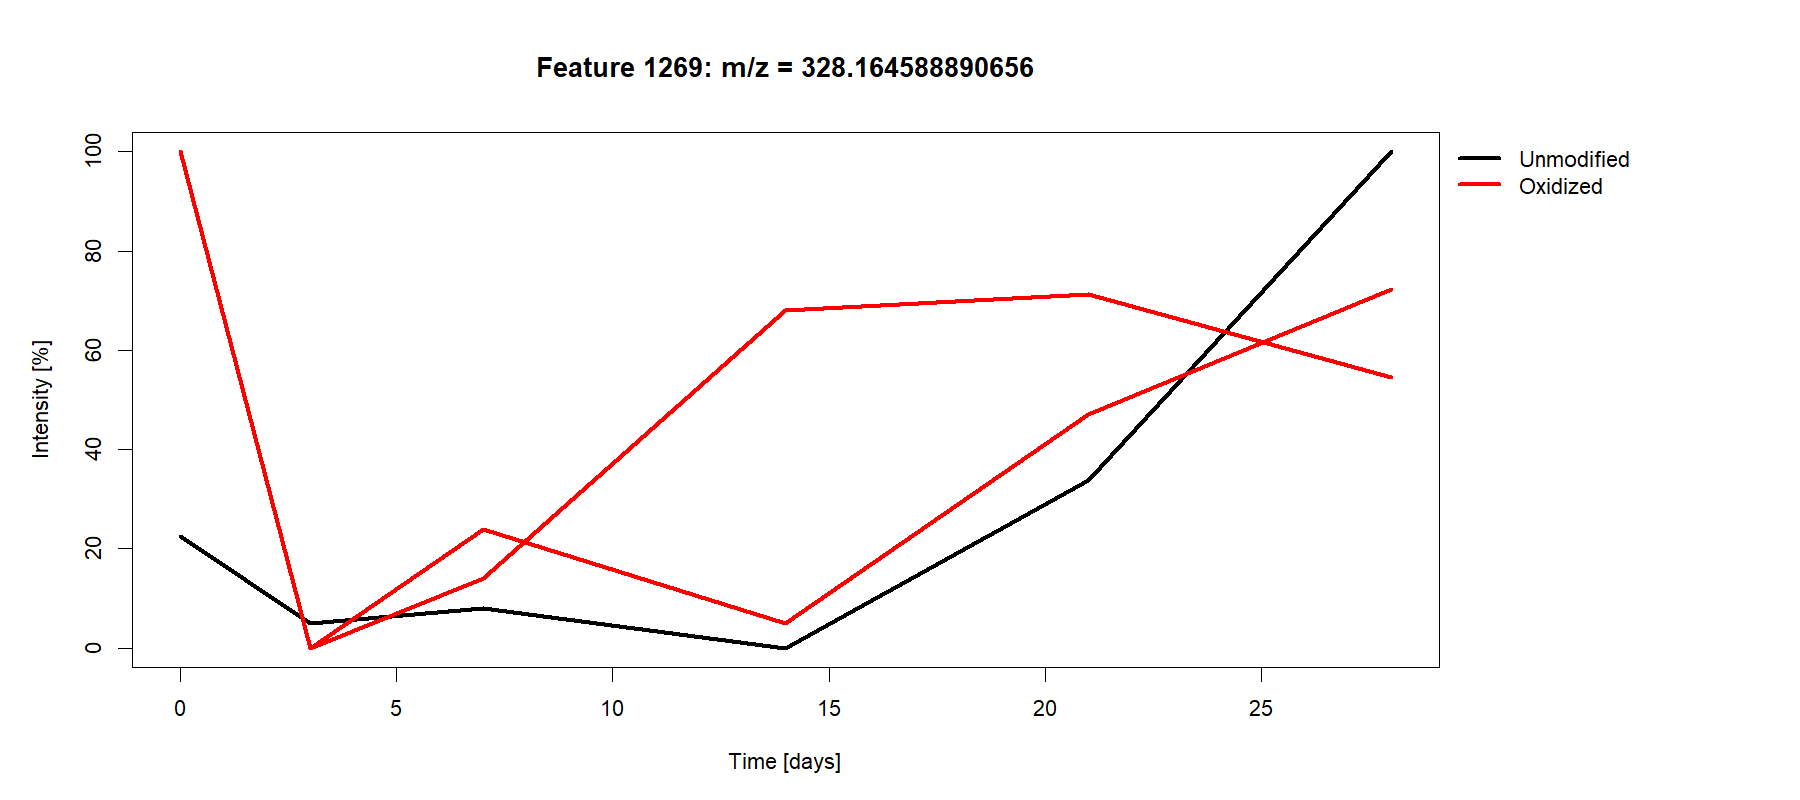 Feature 1269: m/z = 328.164588890656
Unmodified
Oxidized
Intensity [%]
100
80
60
40
20
0
0 5 10 15 20 25
Time [days]